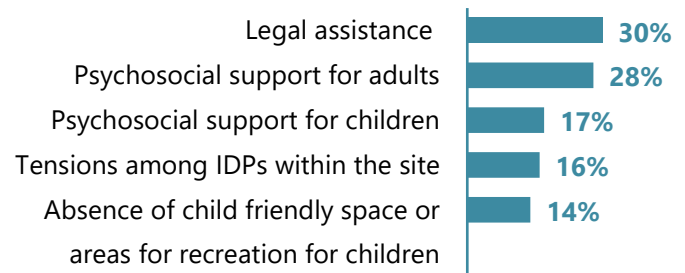 Legal assistance 30%
Psychosocial support for adults 28%
Psychosocial support for children 17%
Tensions among IDPs within the site 16%
Absence of child friendly space or 14%
areas for recreation for children